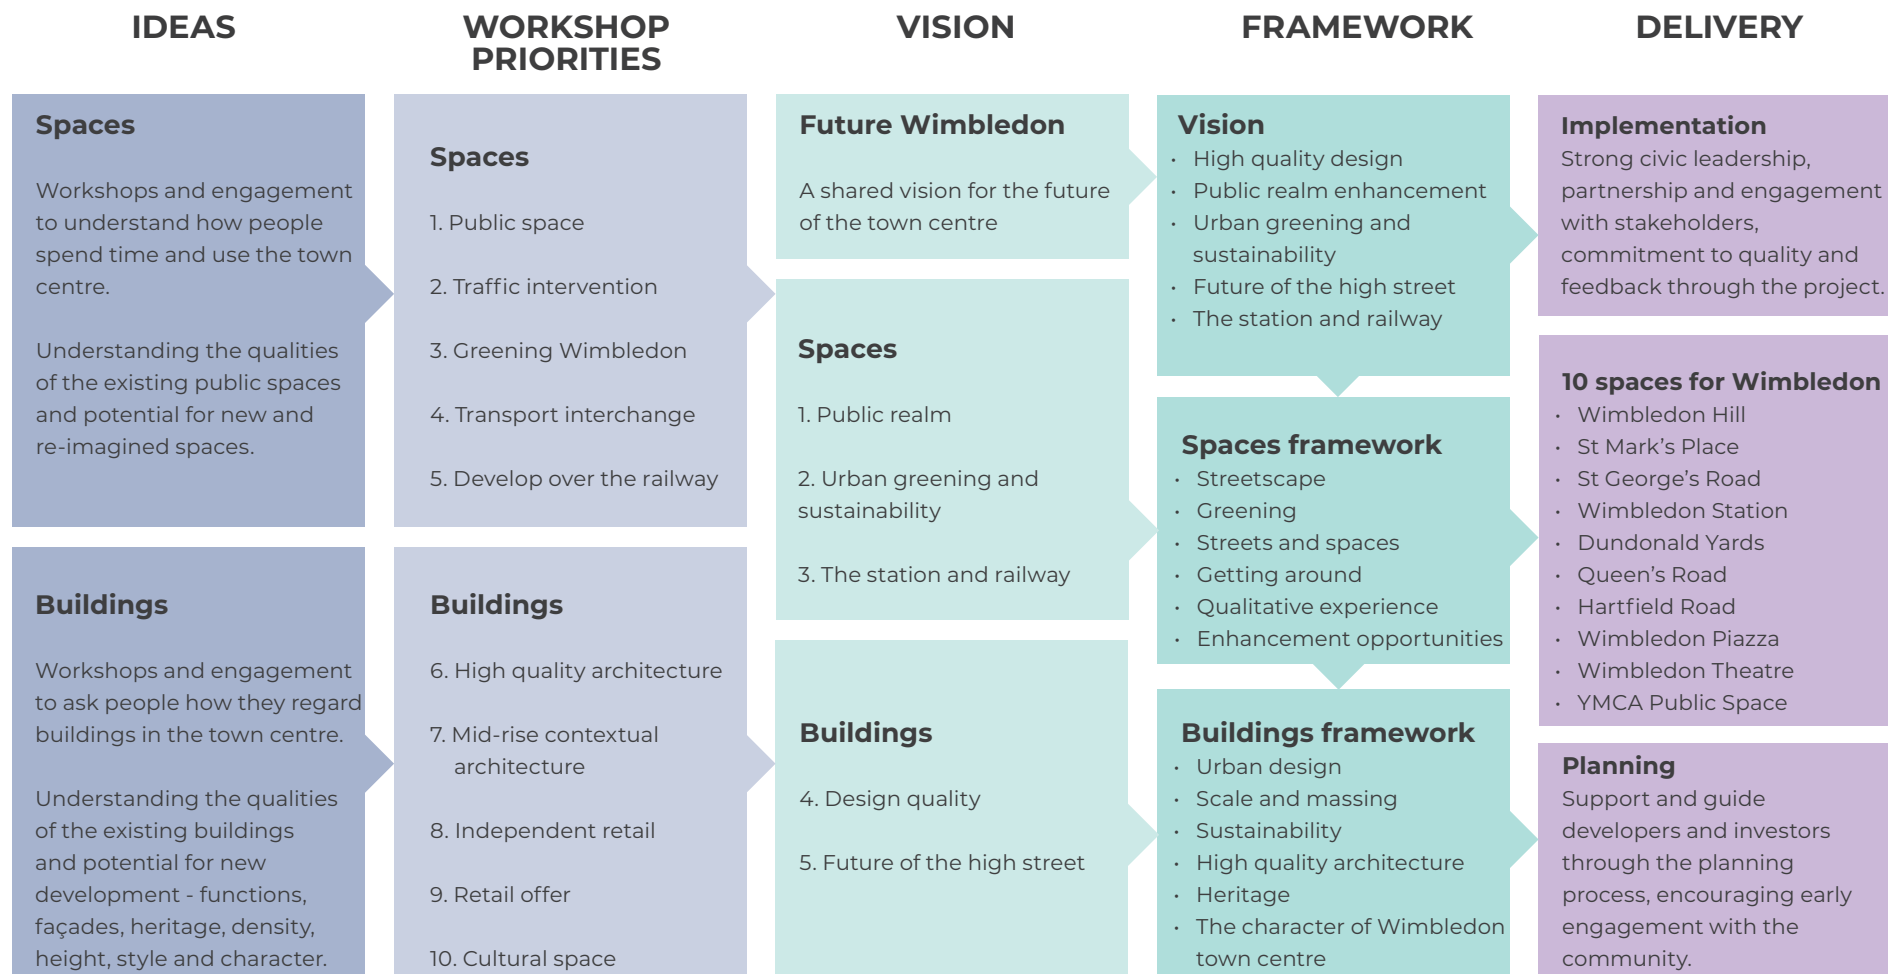 IDEAS
WORKSHOP
PRIORITIES
VISION
FRAMEWORK
DELIVERY
Spaces
Workshops and engagement
to understand how people
spend time and use the town
centre.
Understanding the qualities
of the existing public spaces
and potential for new and
re-imagined spaces.
Buildings
Workshops and engagement
to ask people how they regard
buildings in the town centre.
Understanding the qualities
of the existing buildings
and potential for new
development - functions,
façades, heritage, density,
height, style and character.
Spaces
1. Public space
2. Traffic intervention
3. Greening Wimbledon
4. Transport interchange
5. Develop over the railway
Buildings
6. High quality architecture
7. Mid-rise contextual
architecture
8. Independent retail
9. Retail offer
10. Cultural space
Future Wimbledon
A shared vision for the future
of the town centre
Spaces
1. Public realm
2. Urban greening and
sustainability
3. The station and railway
Buildings
4. Design quality
5. Future of the high street
Vision
• High quality design
• Public realm enhancement
• Urban greening and
sustainability
• Future of the high street
• The station and railway
Spaces framework
• Streetscape
• Greening
• Streets and spaces
• Getting around
• Qualitative experience
• Enhancement opportunities
Buildings framework
• Urban design
• Scale and massing
• Sustainability
• High quality architecture
• Heritage
• The character of Wimbledon
town centre
Implementation
Strong civic leadership,
partnership and engagement
with stakeholders,
commitment to quality and
feedback through the project.
10 spaces for Wimbledon
• Wimbledon Hill
• St Mark's Place
• St George's Road
• Wimbledon Station
• Dundonald Yards
• Queen's Road
• Hartfield Road
• Wimbledon Piazza
• Wimbledon Theatre
• YMCA Public Space
Planning
Support and guide
developers and investors
through the planning
process, encouraging early
engagement with the
community.